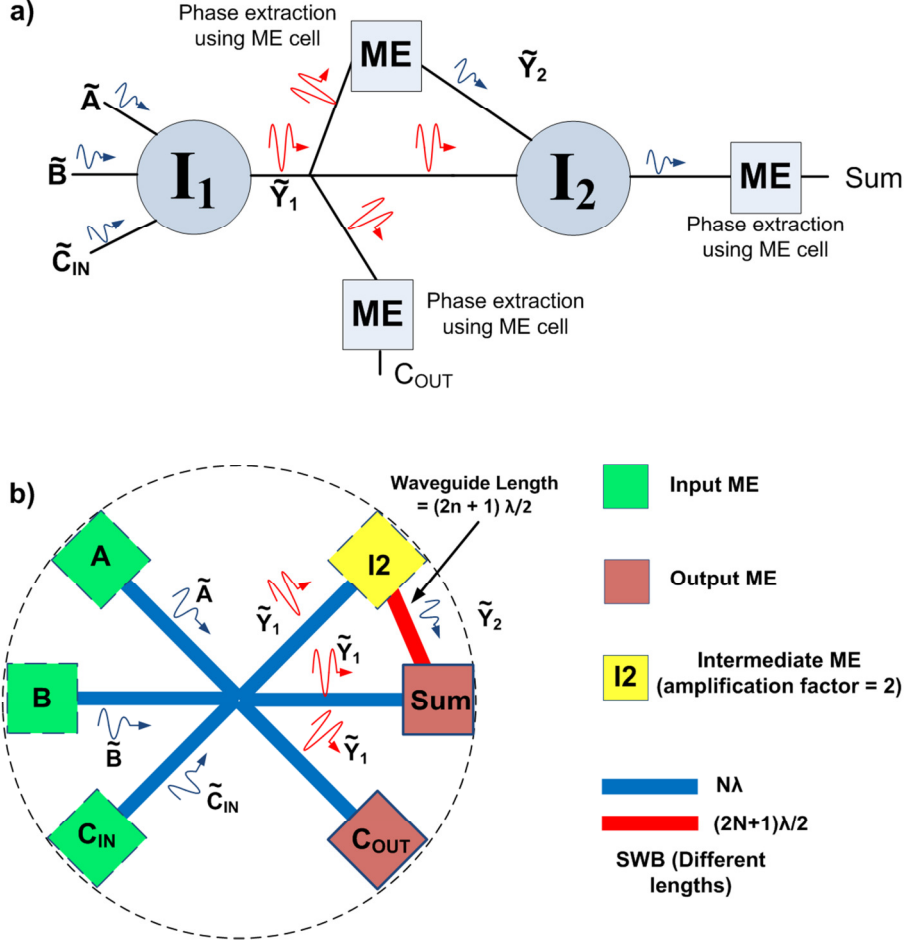 a)
Phase extraction
using ME cell
ME
Ỹ₂
Ã
B̃
C̃IN
I₁
Ỹ₁
I₂
ME
Sum
Phase extraction
using ME cell
ME
Phase extraction
using ME cell
COUT
b)
Waveguide Length
= (2n + 1) λ/2
A
I2
Ã
Ỹ₁
Ỹ₂
Ỹ₁
B
Sum
B̃
Ỹ₁
C̃IN
CIN
COUT
Input ME
Output ME
I2
Intermediate ME
(amplification factor = 2)
Nλ
(2N+1)λ/2
SWB (Different
lengths)